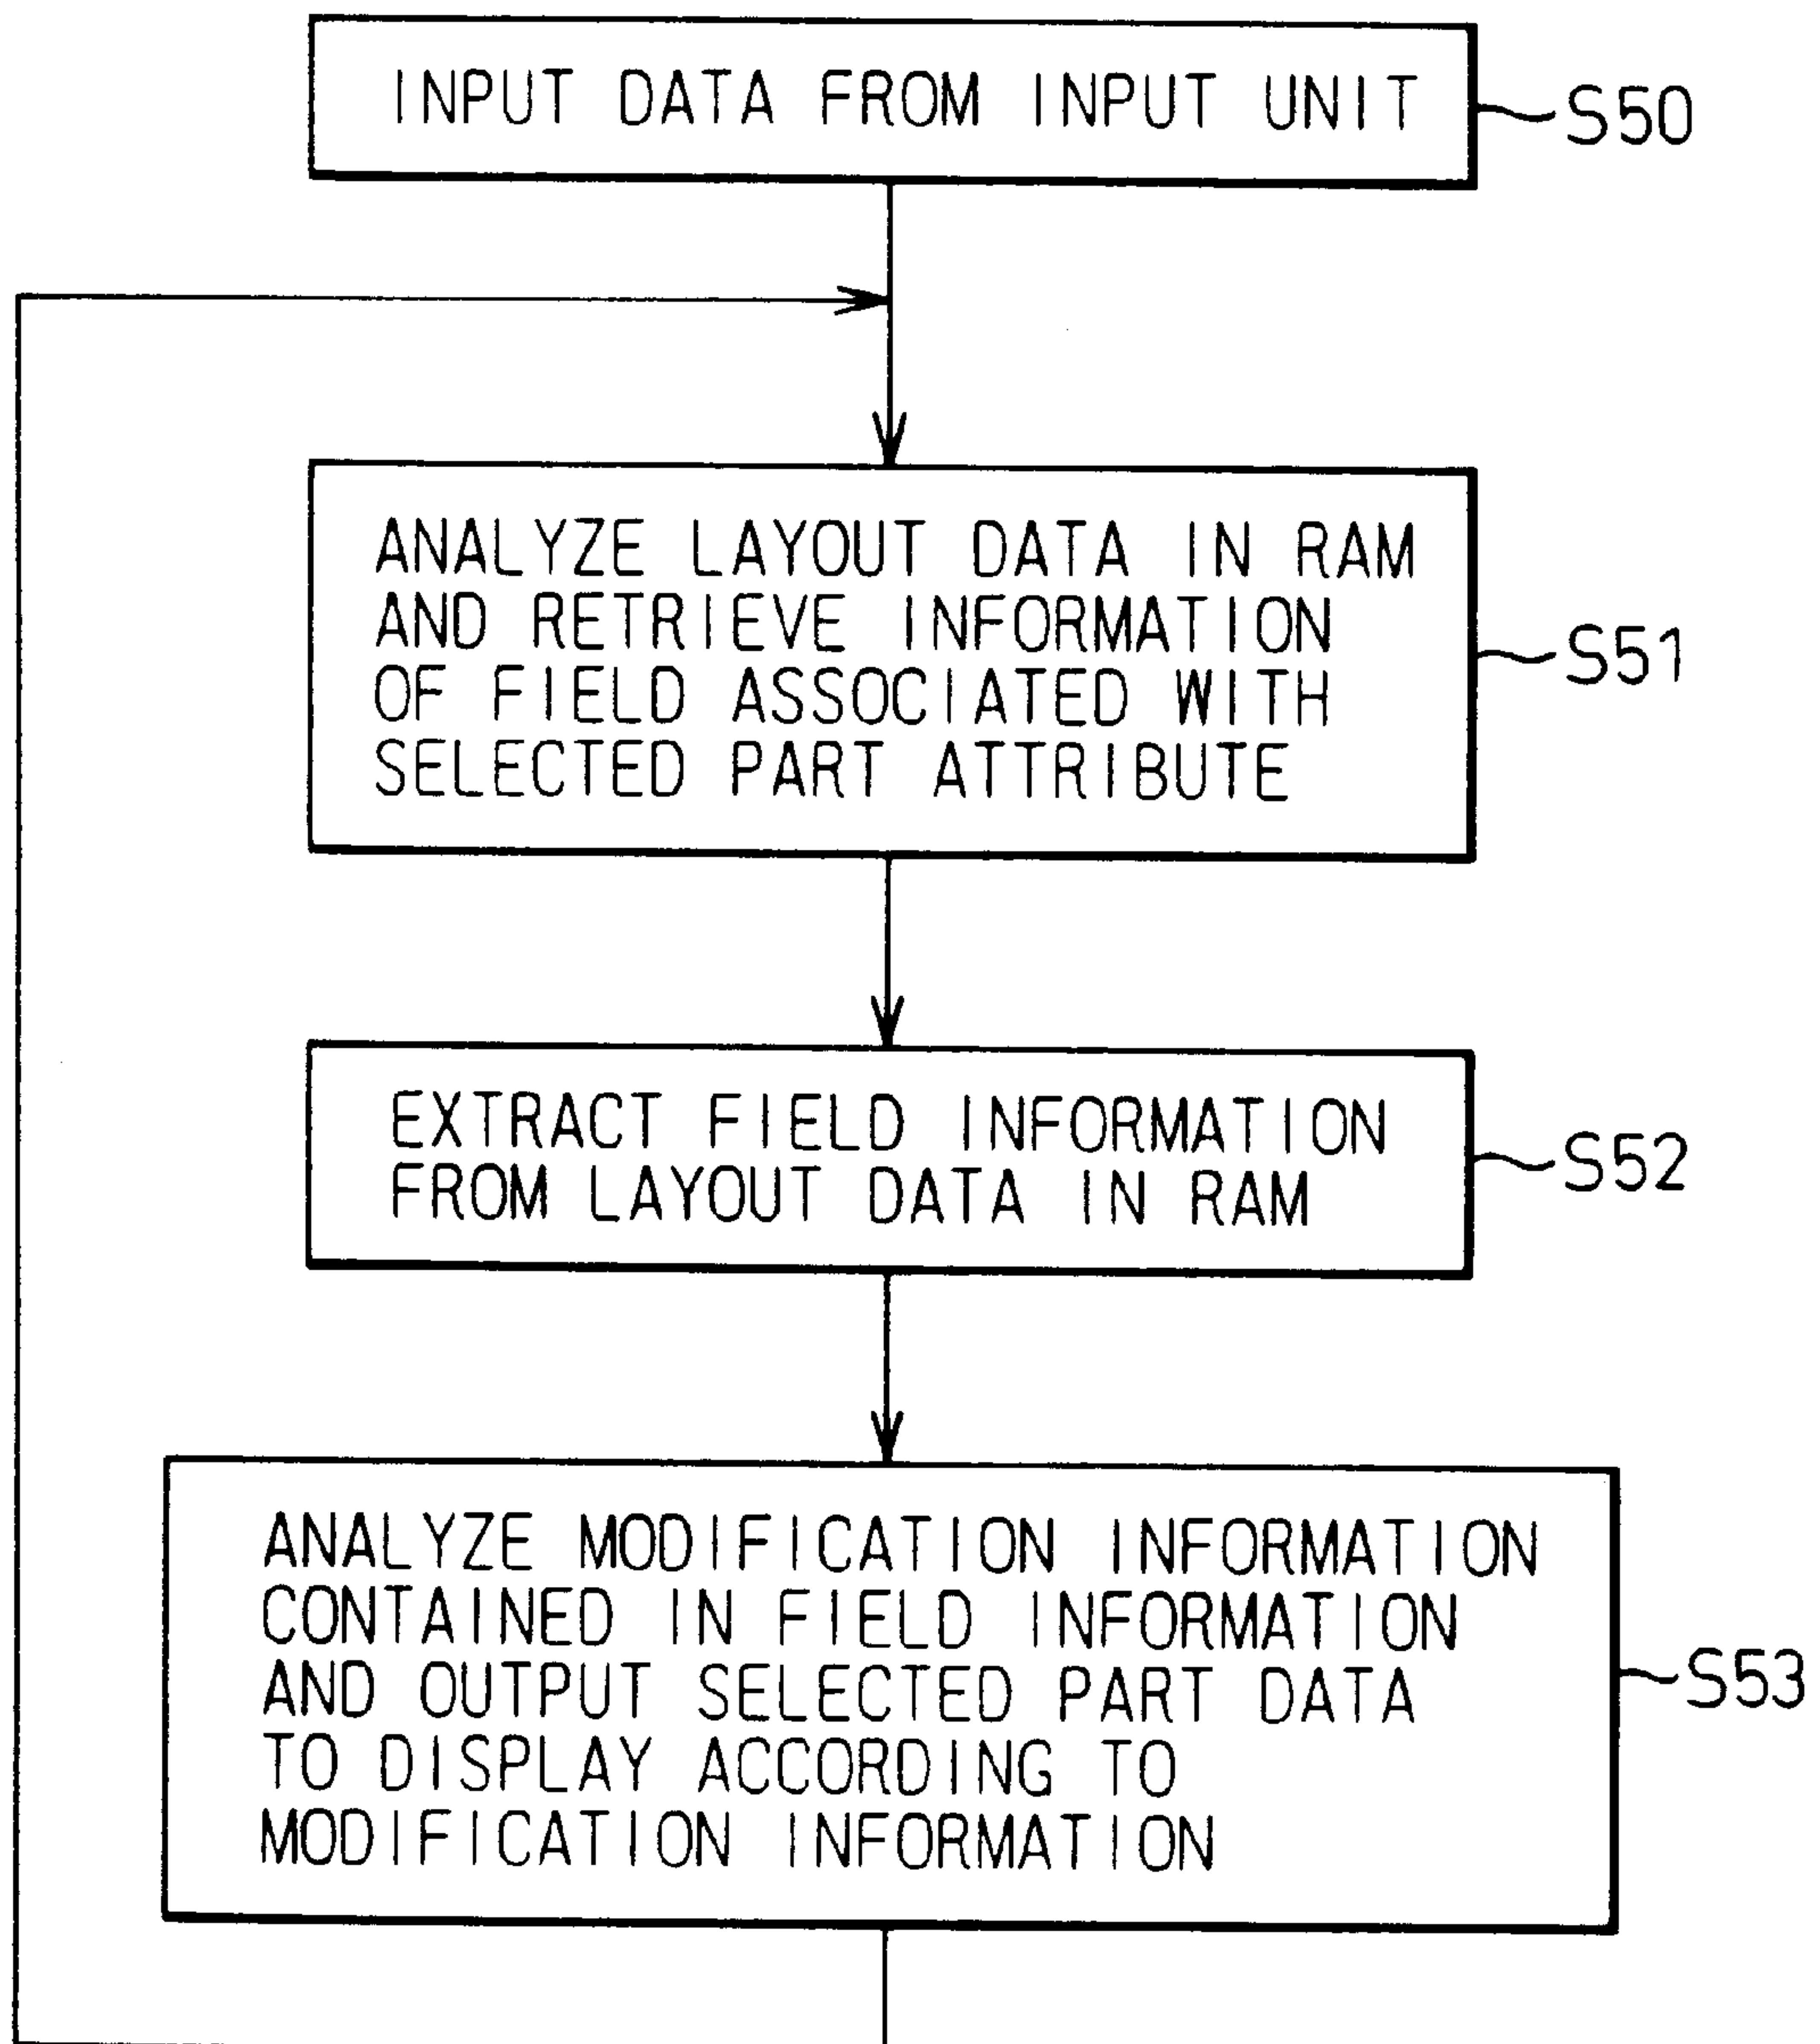 INPUT DATA FROM INPUT UNIT
S50
ANALYZE LAYOUT DATA IN RAM
AND RETRIEVE INFORMATION
OF FIELD ASSOCIATED WITH
SELECTED PART ATTRIBUTE
S51
EXTRACT FIELD INFORMATION
FROM LAYOUT DATA IN RAM
S52
ANALYZE MODIFICATION INFORMATION
CONTAINED IN FIELD INFORMATION
AND OUTPUT SELECTED PART DATA
TO DISPLAY ACCORDING TO
MODIFICATION INFORMATION
S53